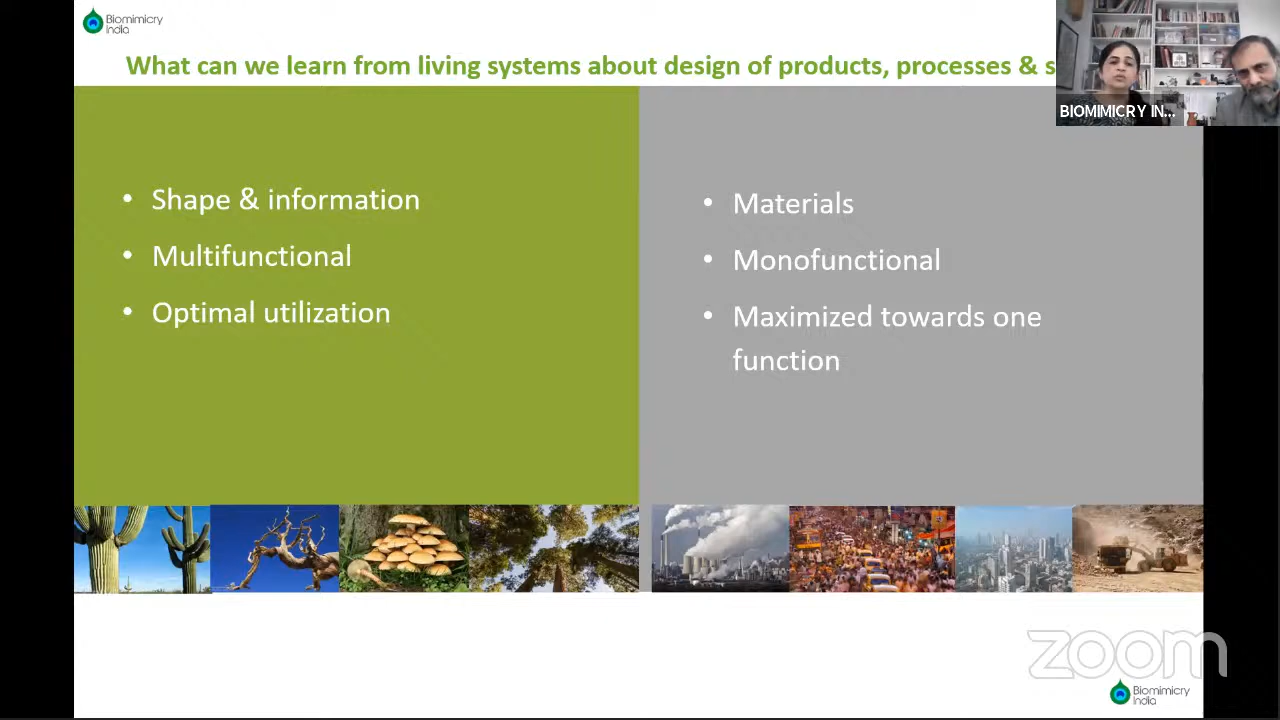 Biomimicry
India
What can we learn from living systems about design of products, processes & s
BIOMIMICRY IN...
• Shape & information
• Multifunctional
• Optimal utilization
• Materials
• Monofunctional
• Maximized towards one
function
zoom
Biomimicry
India